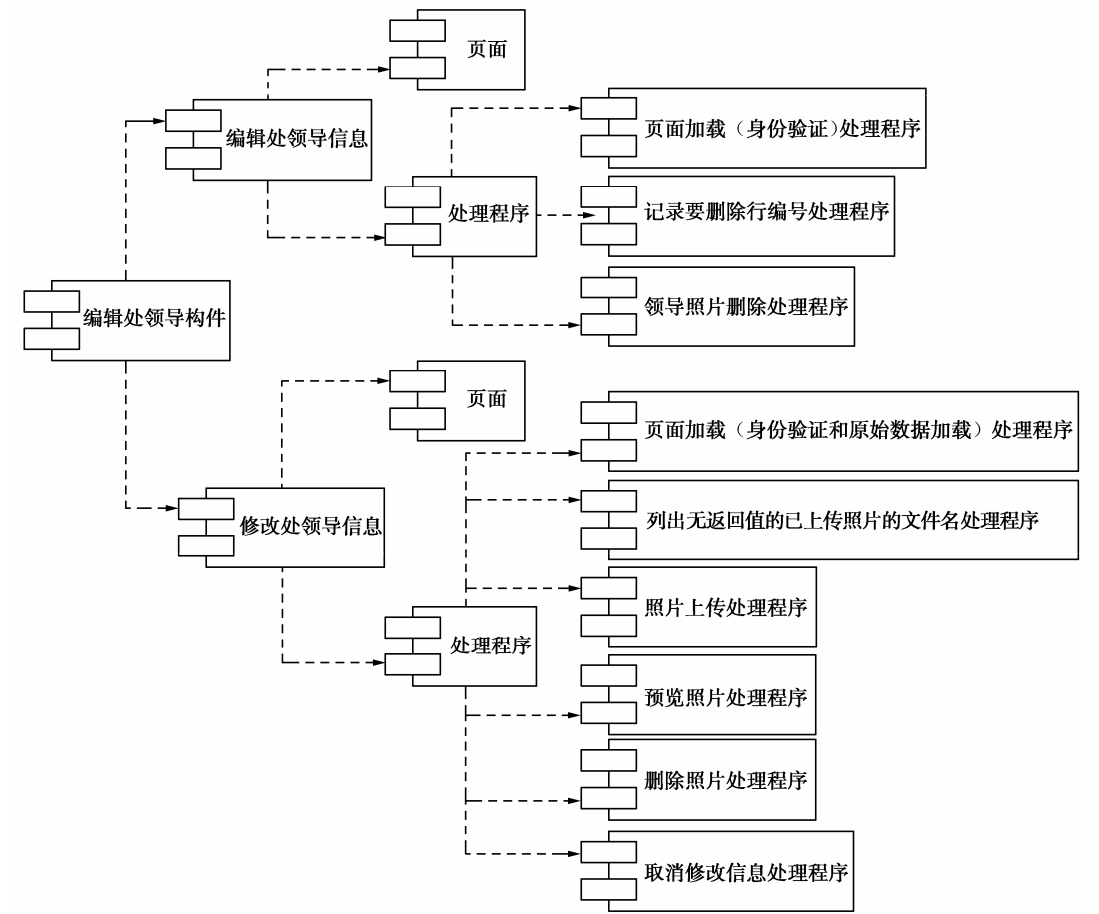 页面
编辑处领导信息
页面加载（身份验证）处理程序
处理程序
记录要删除行编号处理程序
领导照片删除处理程序
编辑处领导构件
页面
页面加载（身份验证和原始数据加载）处理程序
修改处领导信息
列出无返回值的已上传照片的文件名处理程序
照片上传处理程序
处理程序
预览照片处理程序
删除照片处理程序
取消修改信息处理程序